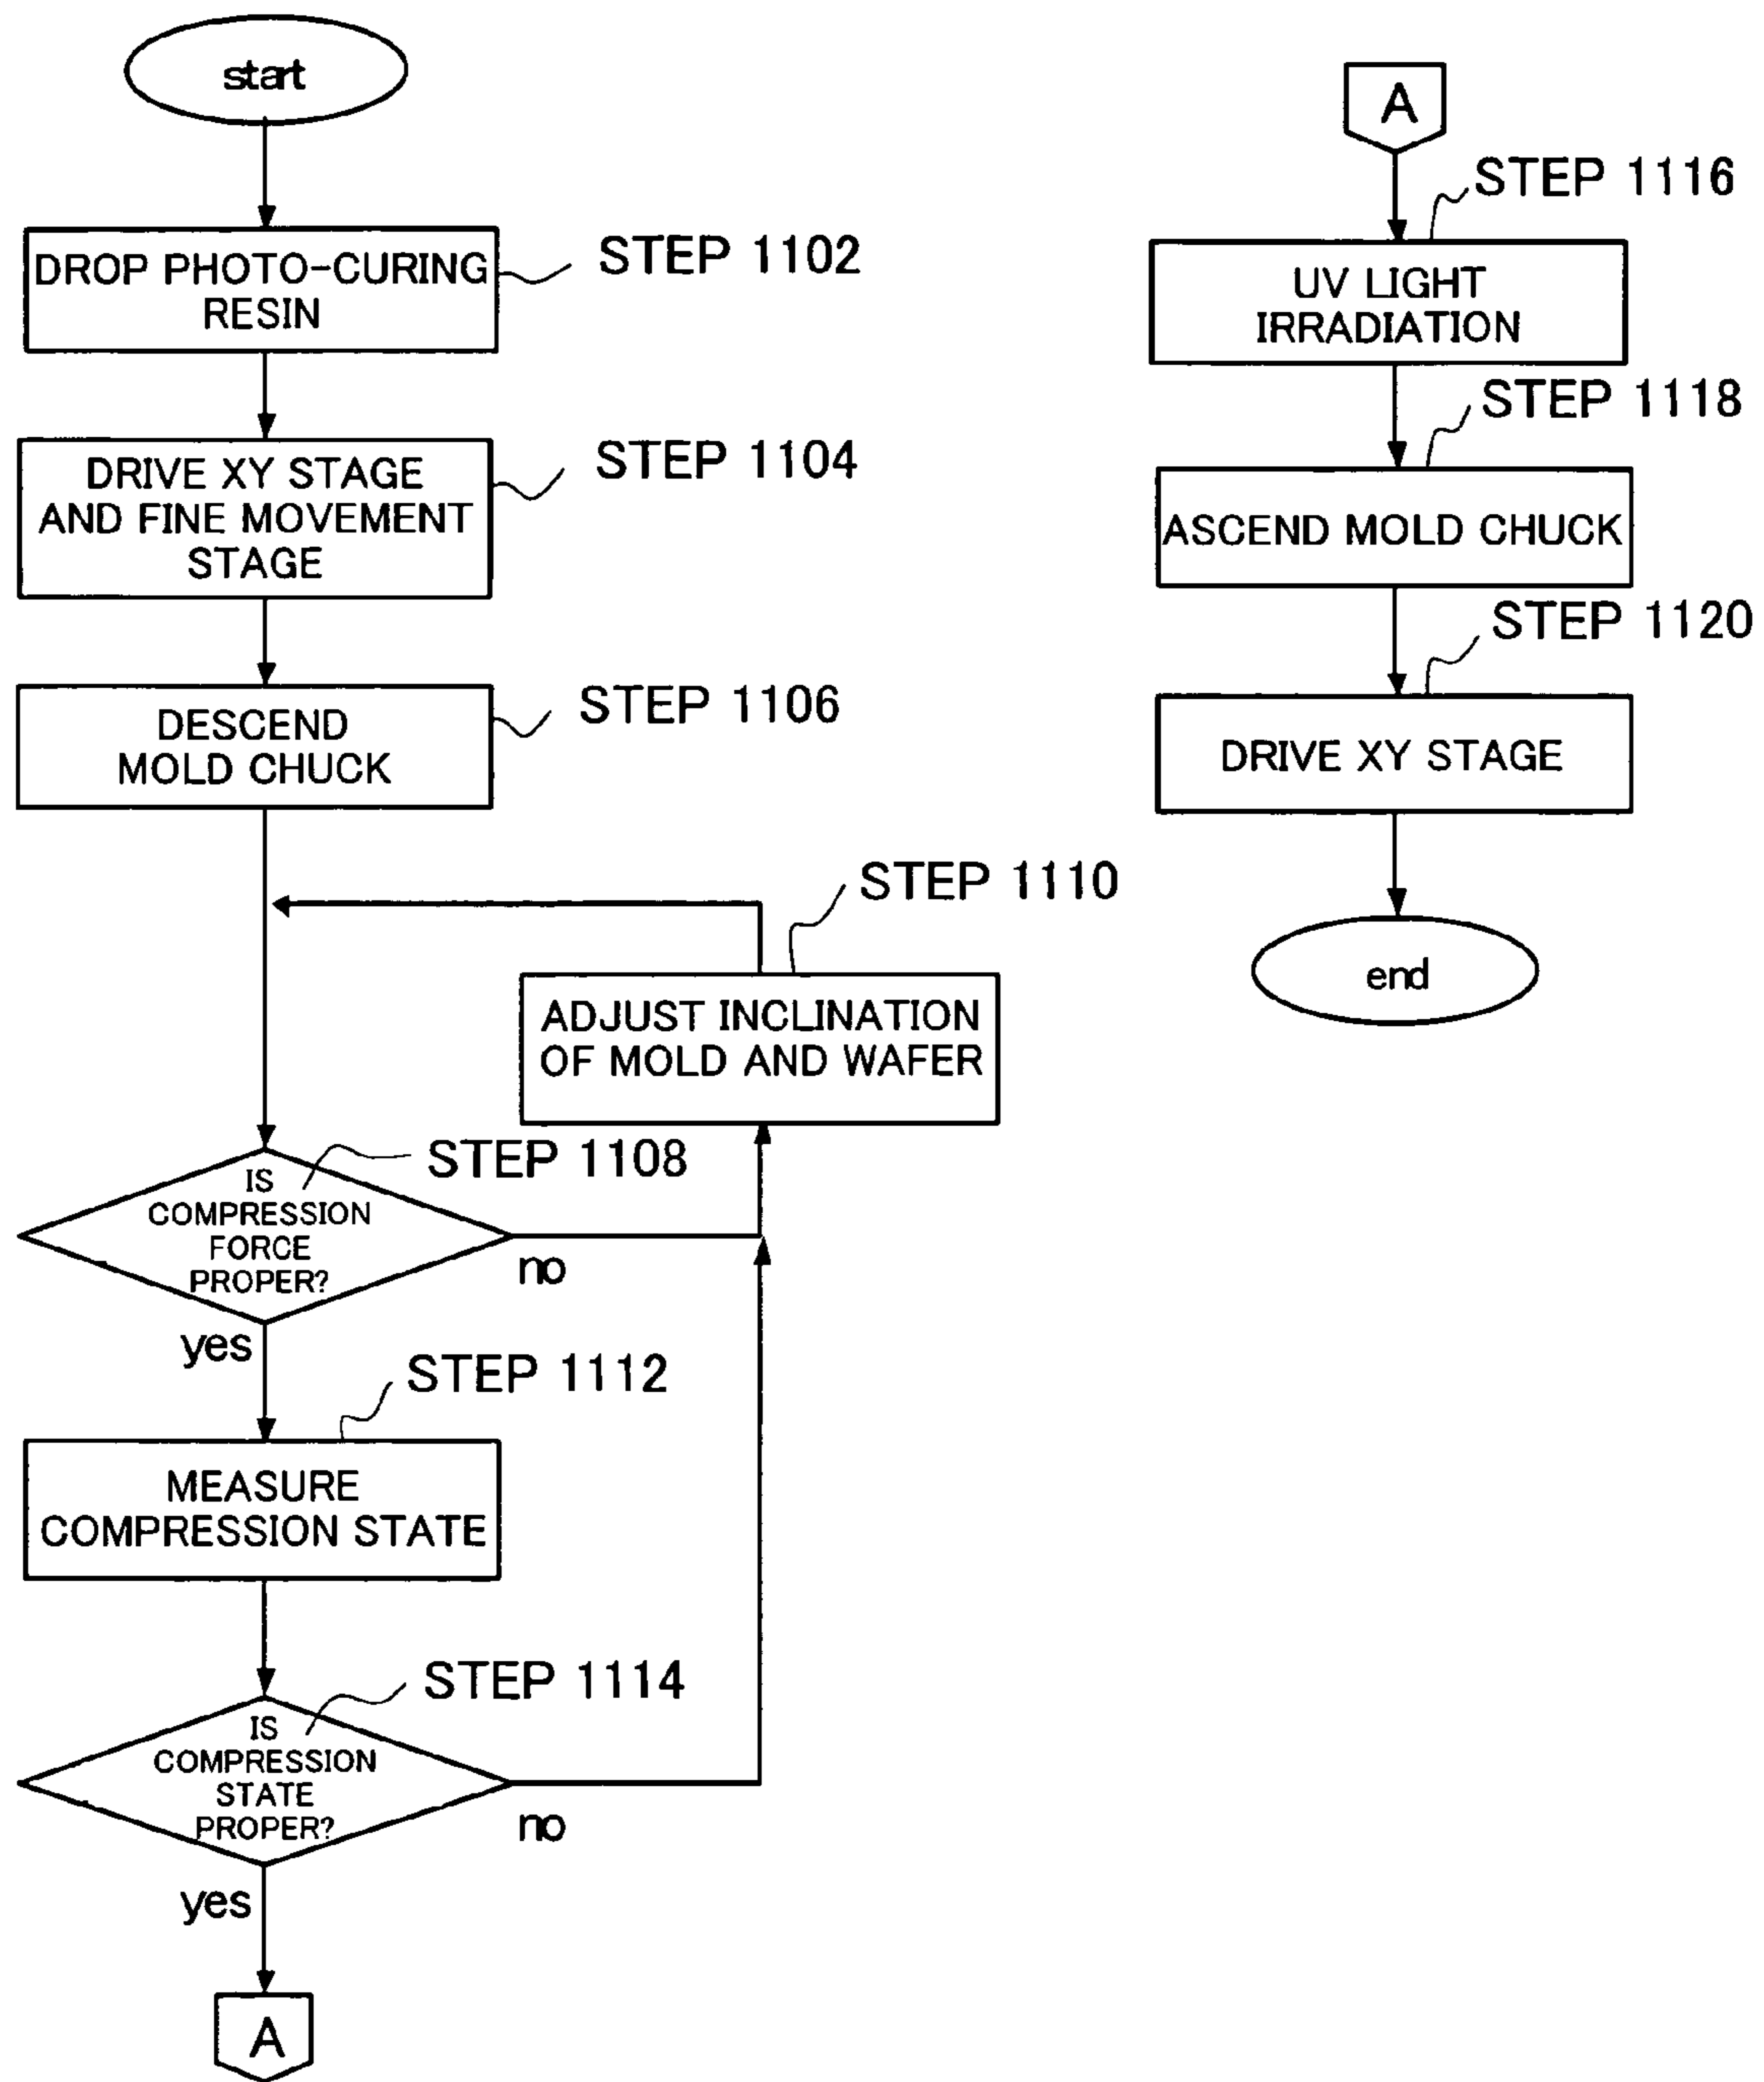 start
DROP PHOTO-CURING
RESIN
STEP 1102
DRIVE XY STAGE
AND FINE MOVEMENT
STAGE
STEP 1104
DESCEND
MOLD CHUCK
STEP 1106
STEP 1110
ADJUST INCLINATION
OF MOLD AND WAFER
STEP 1108
IS
COMPRESSION
FORCE
PROPER?
no
yes
STEP 1112
MEASURE
COMPRESSION STATE
STEP 1114
IS
COMPRESSION
STATE
PROPER?
no
yes
A
A
STEP 1116
UV LIGHT
IRRADIATION
STEP 1118
ASCEND MOLD CHUCK
STEP 1120
DRIVE XY STAGE
end